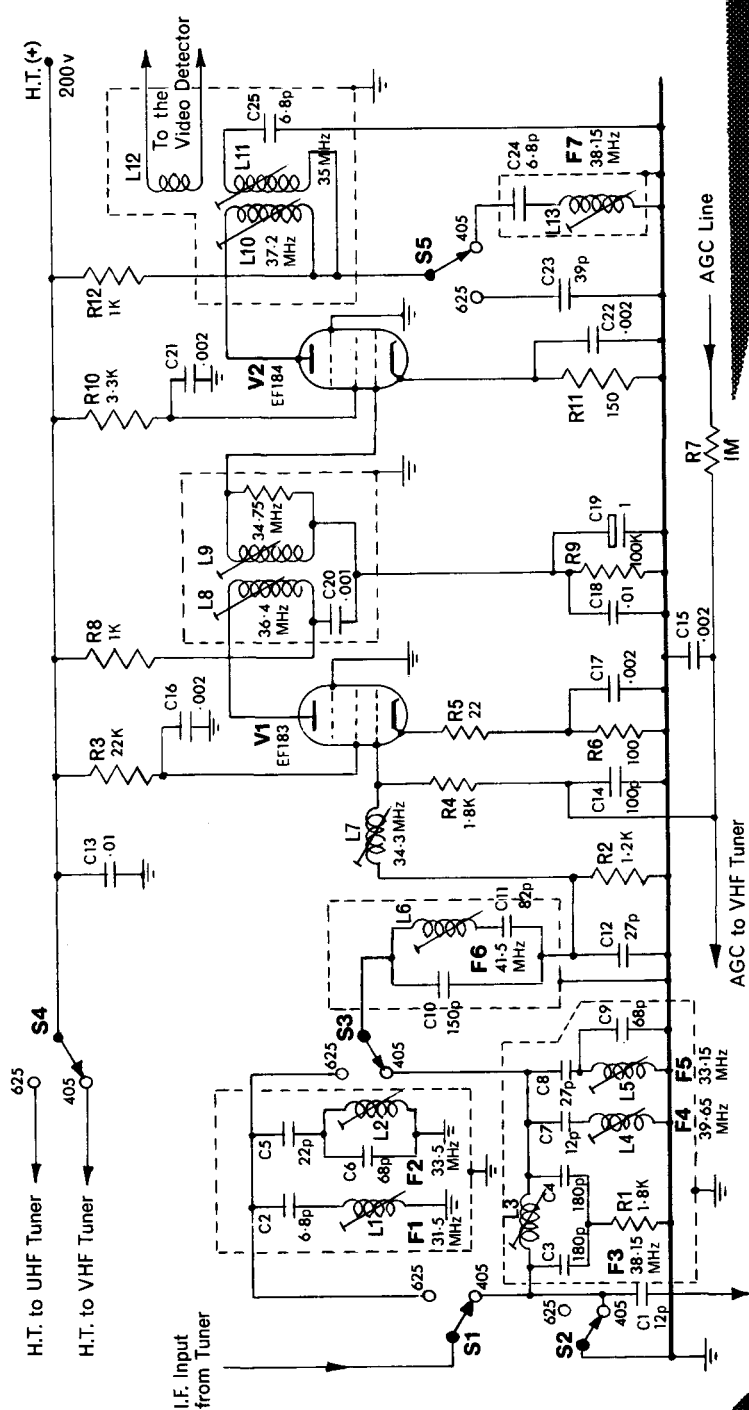 H.T. to UHF Tuner
625
H.T. to VHF Tuner
405
S4
C13
.01
H.T. (+)
200v
R3
22K
C16
.002
R8
1K
R10
3·3K
C21
.002
R12
1K
L12
To the
Video Detector
I.F. Input
from Tuner
C2
6·8p
L1
F1
31·5
MHz
C5
22p
C6
68p
L2
F2
33·5
MHz
625
S1
405
625
S3
405
C10
150p
L6
F6
41·5
MHz
C11
82p
L7
34·3MHz
V1
EF183
L8
36·4
MHz
L9
34·75
MHz
C20
.001
V2
EF184
L10
37·2
MHz
L11
35 MHz
C25
6·8p
625
S2
405
C1
12p
L3
C3
180p
C4
180p
F3
38·15
MHz
R1
1·8K
C7
12p
L4
F4
39·65
MHz
C8
27p
L5
F5
33·15
MHz
C9
68p
C12
27p
R2
1·2K
R4
1·8K
C14
100p
R5
22
R6
100
C17
.002
C15
.002
C18
.01
R9
100K
C19
1
R11
150
C22
.002
S5
625
405
C23
39p
C24
6·8p
L13
F7
38·15
MHz
R7
1M
AGC Line
AGC to VHF Tuner